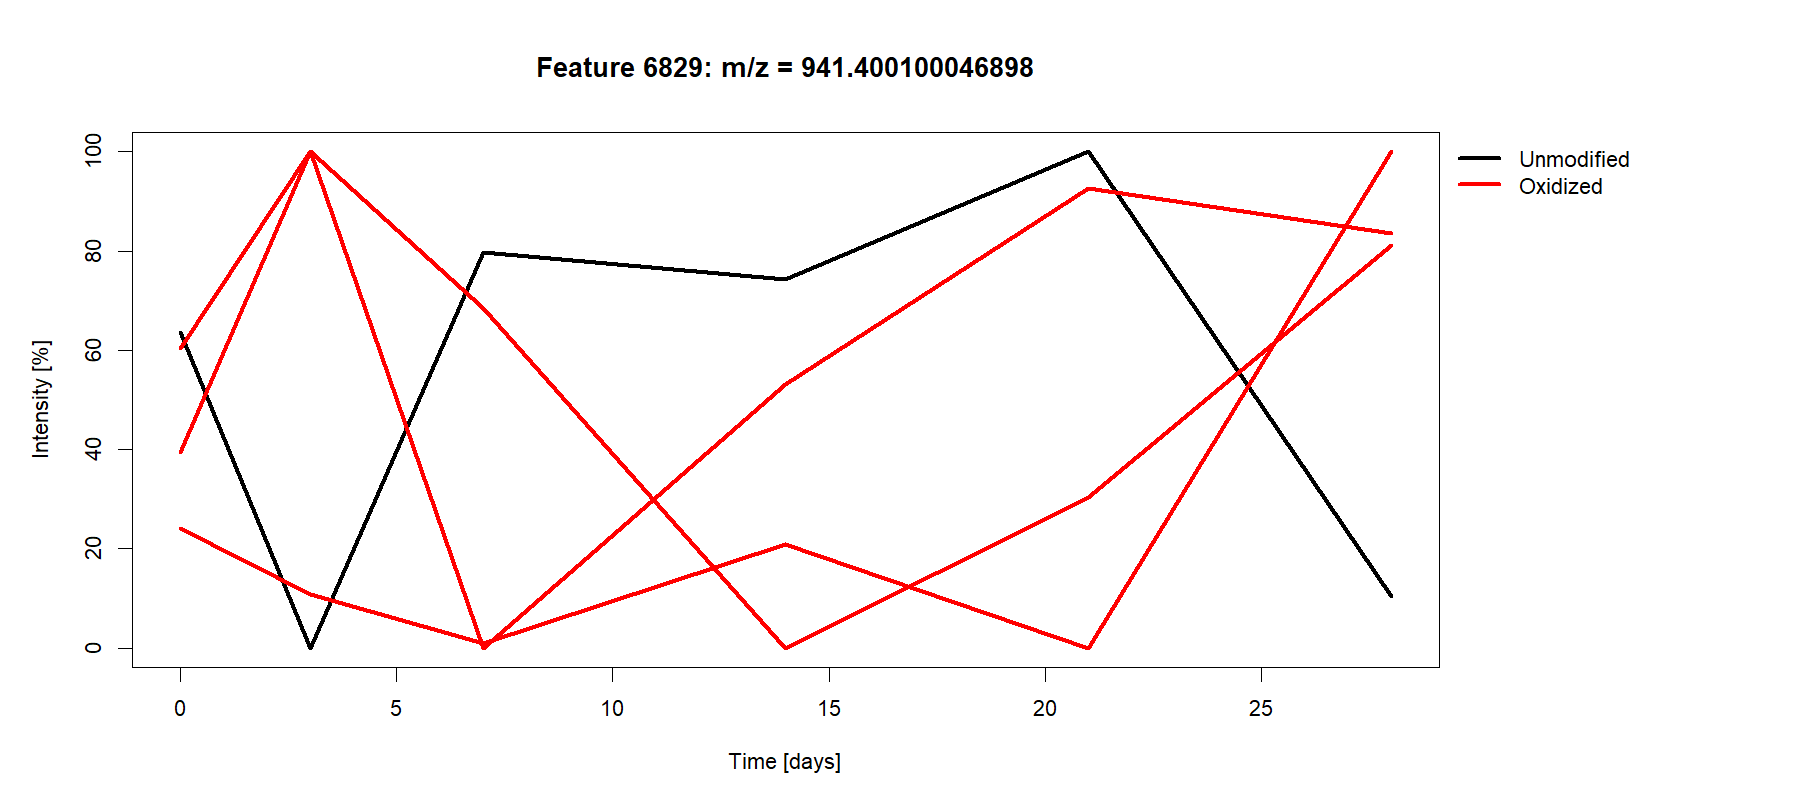 Feature 6829: m/z = 941.400100046898
Unmodified
Oxidized
Intensity [%]
100
80
60
40
20
0
0 5 10 15 20 25
Time [days]